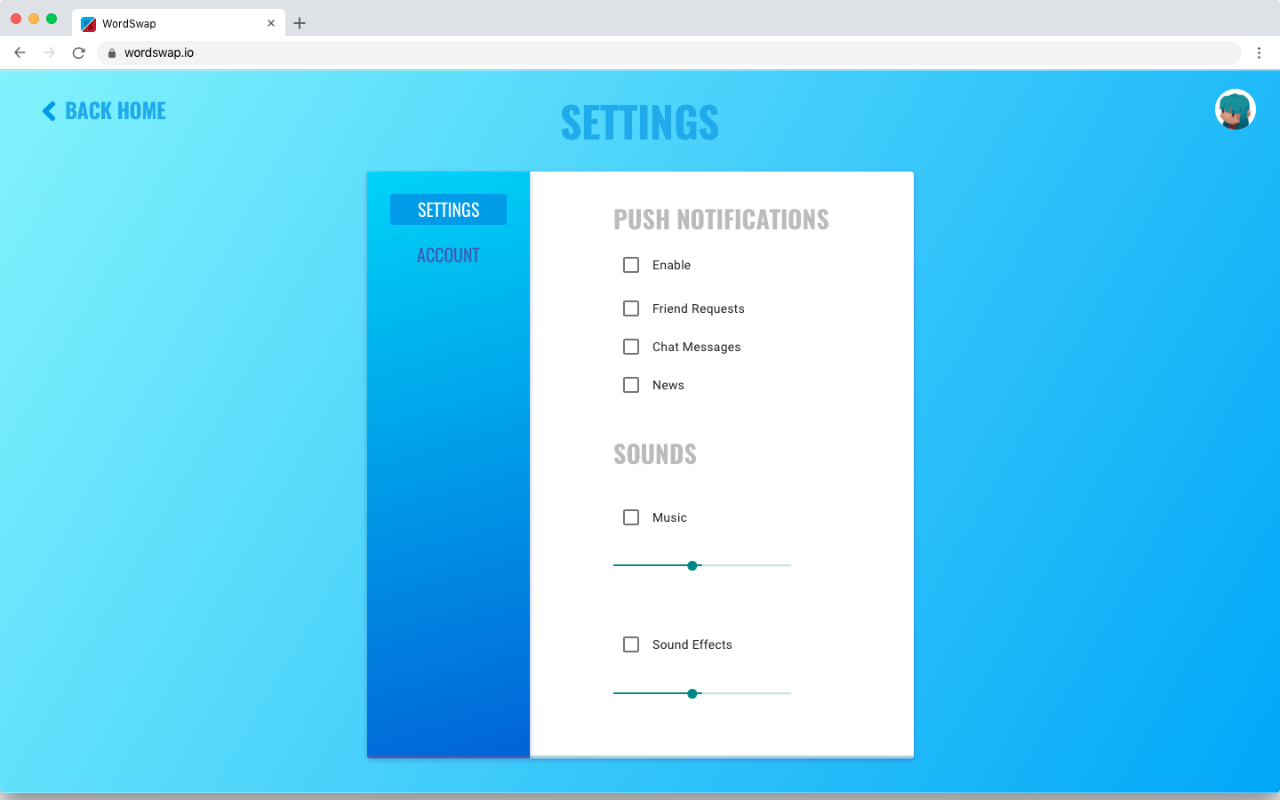 WordSwap
wordswap.io
BACK HOME
SETTINGS
SETTINGS
ACCOUNT
PUSH NOTIFICATIONS
Enable
Friend Requests
Chat Messages
News
SOUNDS
Music
Sound Effects